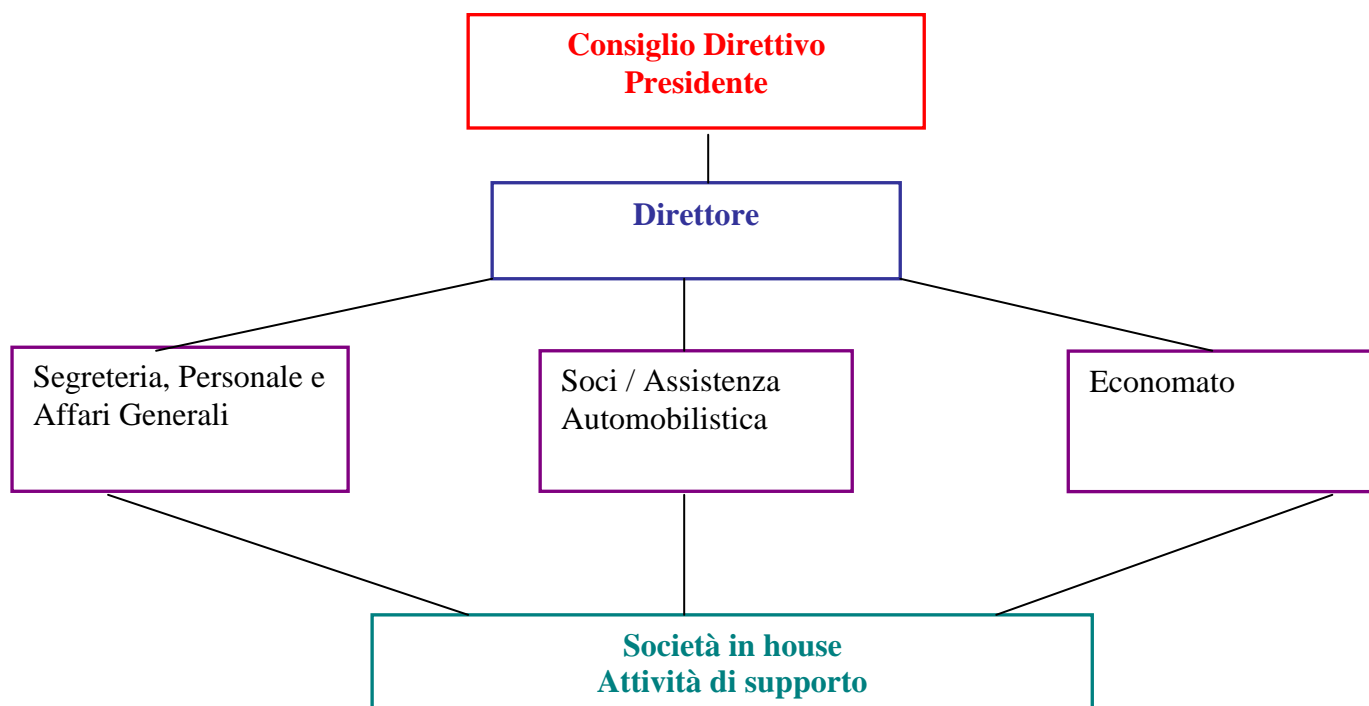 Consiglio Direttivo
Presidente
Direttore
Segreteria, Personale e
Affari Generali
Soci / Assistenza
Automobilistica
Economato
Società in house
Attività di supporto